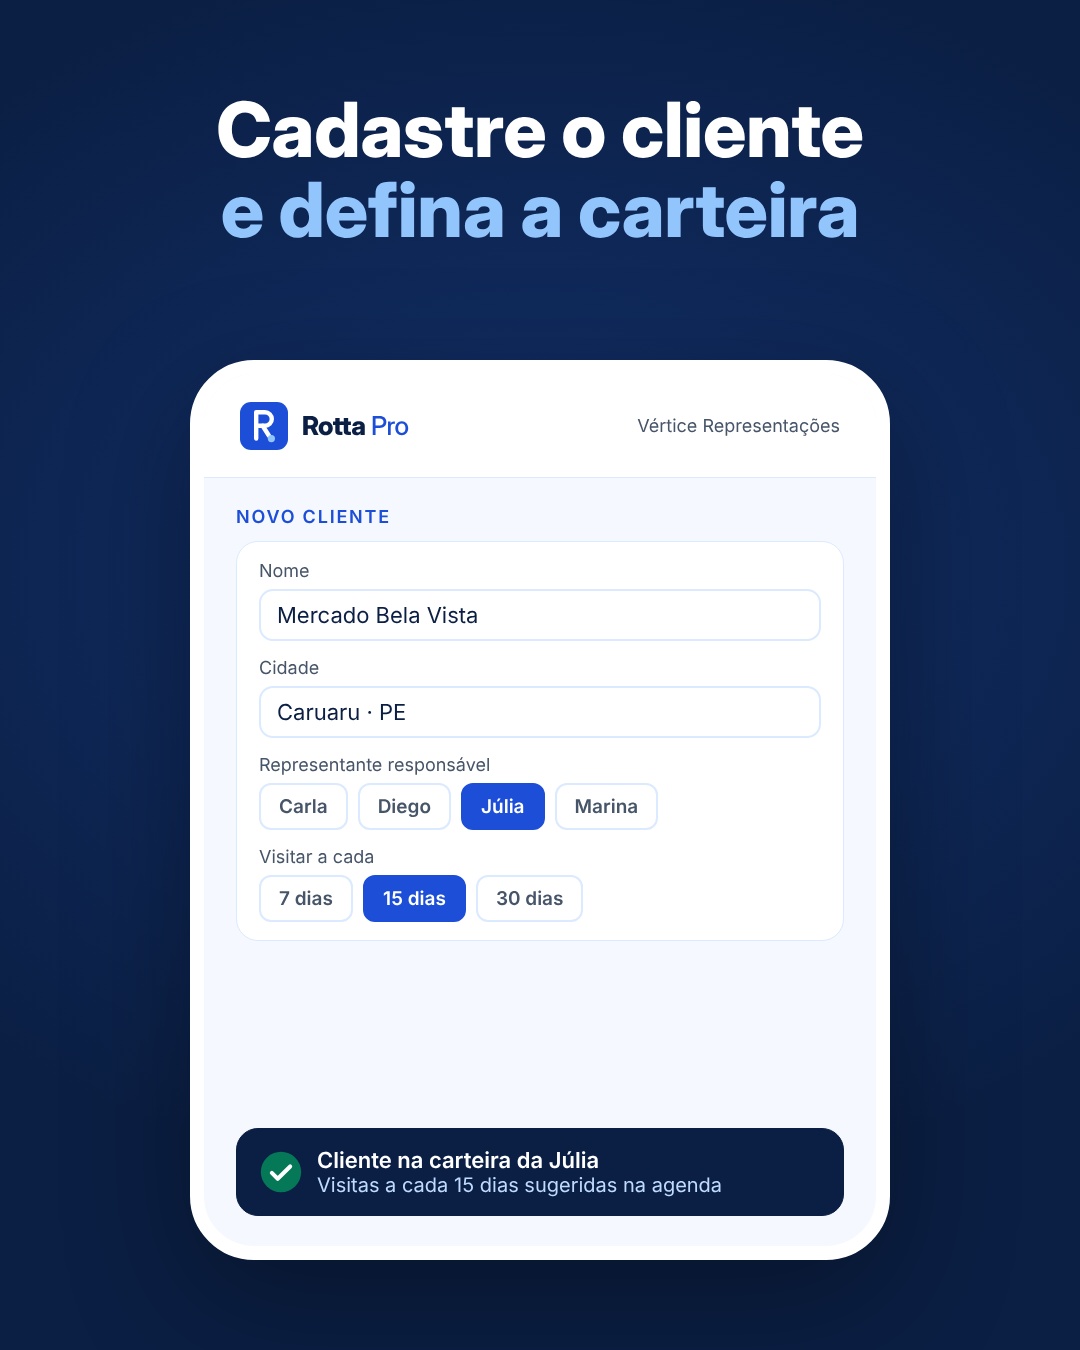 Cadastre o cliente
e defina a carteira
Rotta Pro
Vértice Representações
NOVO CLIENTE
Nome
Mercado Bela Vista
Cidade
Caruaru · PE
Representante responsável
Carla Diego Júlia Marina
Visitar a cada
7 dias 15 dias 30 dias
Cliente na carteira da Júlia
Visitas a cada 15 dias sugeridas na agenda